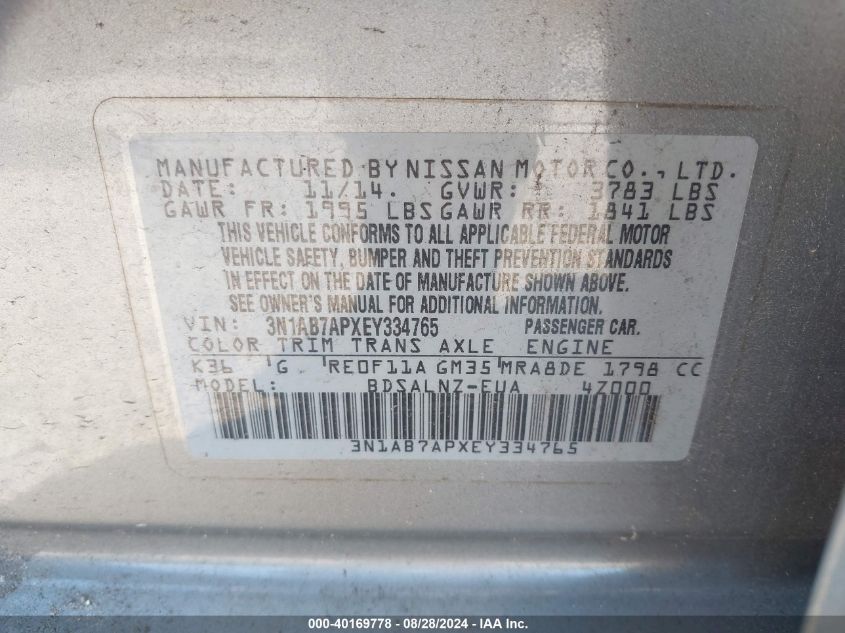 MANUFACTURED BY NISSAN MOTOR CO., LTD.
DATE: 11/14. GVWR: 3783 LBS
GAWR FR: 1995 LBS GAWR RR: 1841 LBS
THIS VEHICLE CONFORMS TO ALL APPLICABLE FEDERAL MOTOR
VEHICLE SAFETY, BUMPER AND THEFT PREVENTION STANDARDS
IN EFFECT ON THE DATE OF MANUFACTURE SHOWN ABOVE.
SEE OWNER'S MANUAL FOR ADDITIONAL INFORMATION.
VIN: 3N1AB7APXEY334765 PASSENGER CAR.
COLOR TRIM TRANS AXLE ENGINE
K36 G RE0F11A GM35 MRA8DE 1798 CC
MODEL: BDSALNZ-EUA 4Z000
3N1AB7APXEY334765
000-40169778 - 08/28/2024 - IAA Inc.